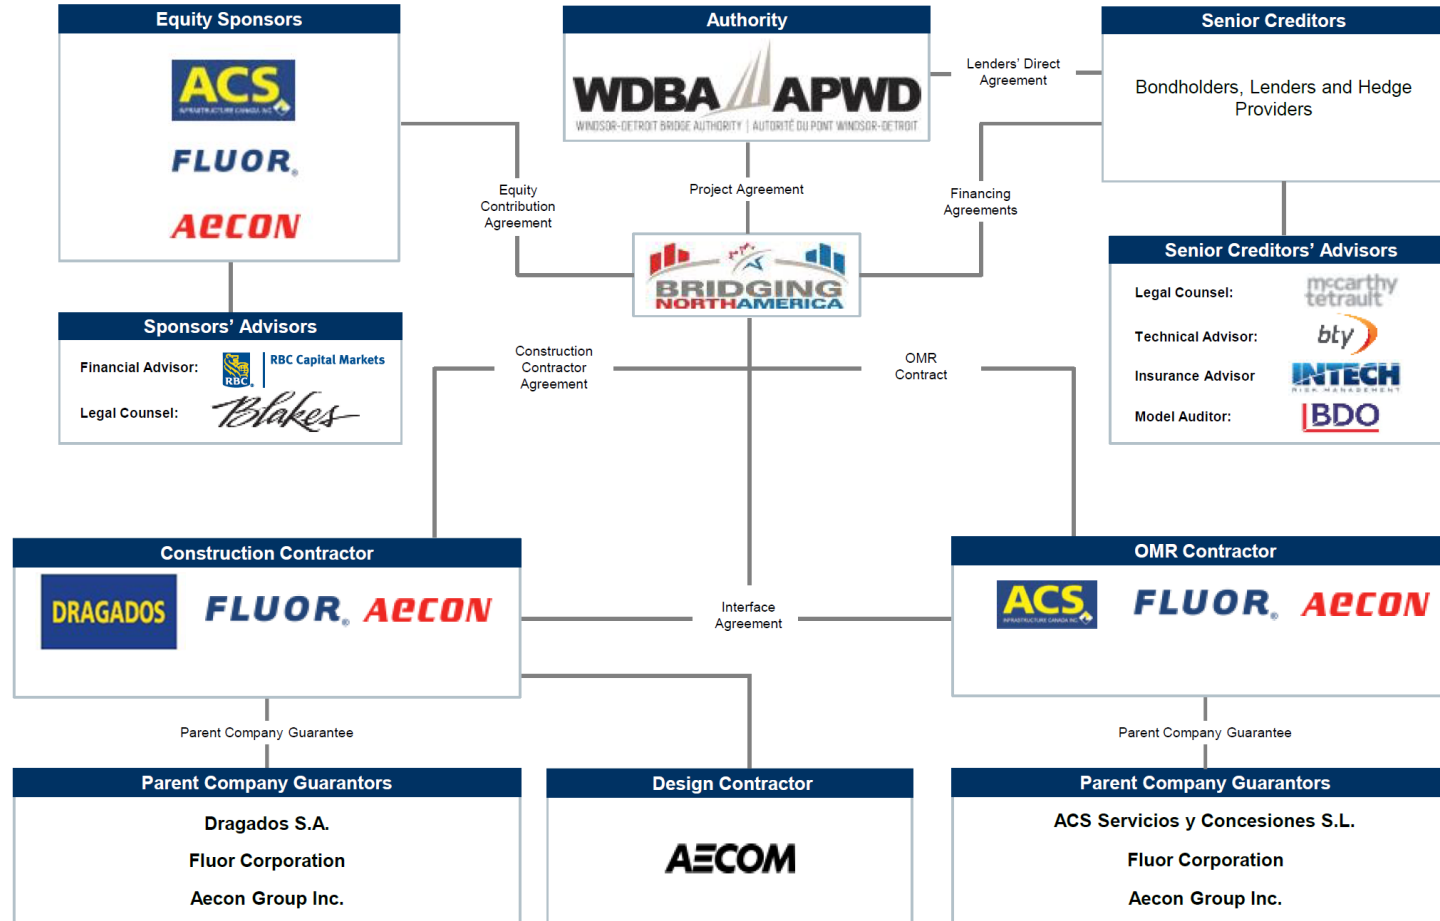 Equity Sponsors
ACS
INFRASTRUCTURE CANADA INC.
FLUOR®
AECON
Authority
WDBA APWD
WINDSOR-DETROIT BRIDGE AUTHORITY | AUTORITÉ DU PONT WINDSOR-DETROIT
Senior Creditors
Bondholders, Lenders and Hedge
Providers
Lenders' Direct
Agreement
Equity
Contribution
Agreement
Project Agreement
Financing
Agreements
BRIDGING
NORTHAMERICA
Sponsors' Advisors
Financial Advisor:
RBC®
RBC Capital Markets
Legal Counsel:
Blakes
Senior Creditors' Advisors
Legal Counsel:
mccarthy
tetrault
Technical Advisor:
bty
Insurance Advisor
INTECH
RISK MANAGEMENT
Model Auditor:
BDO
Construction
Contractor
Agreement
OMR
Contract
Construction Contractor
DRAGADOS
FLUOR®
AECON
Interface
Agreement
OMR Contractor
ACS
INFRASTRUCTURE CANADA INC.
FLUOR®
AECON
Parent Company Guarantee
Parent Company Guarantee
Parent Company Guarantors
Dragados S.A.
Fluor Corporation
Aecon Group Inc.
Design Contractor
AECOM
Parent Company Guarantors
ACS Servicios y Concesiones S.L.
Fluor Corporation
Aecon Group Inc.